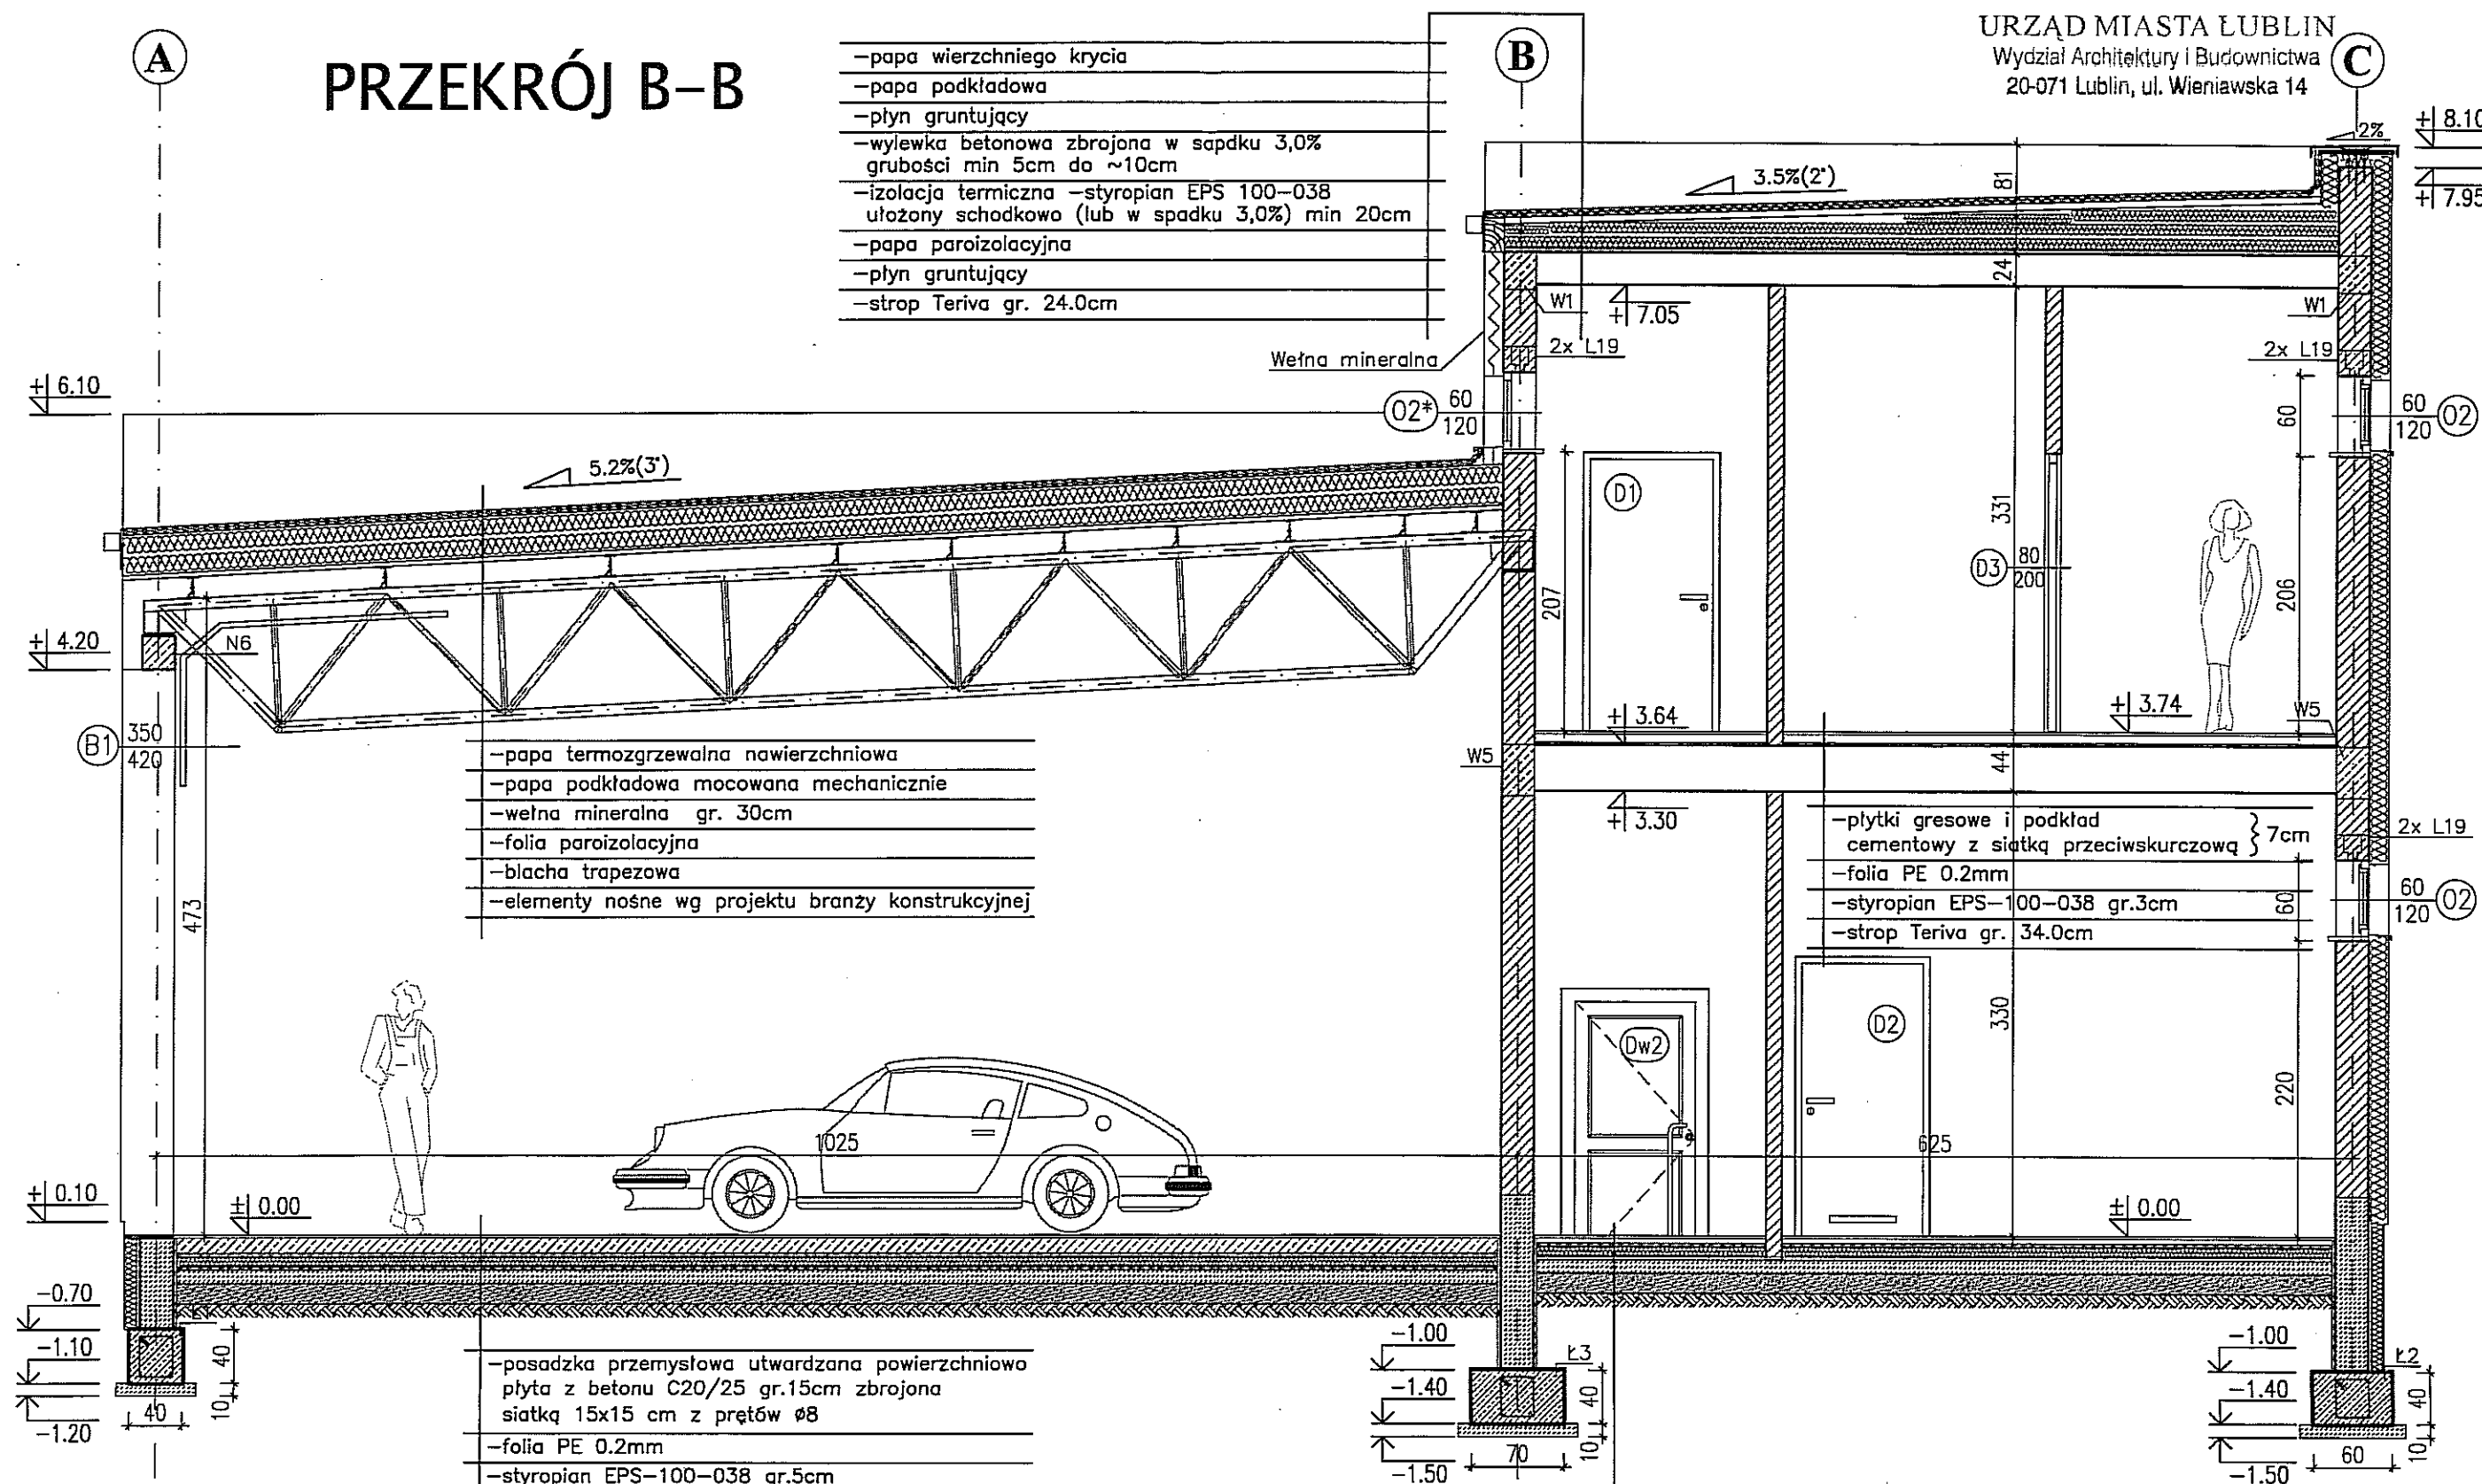 A
PRZEKRÓJ B-B
-papa wierzchniego krycia
-papa podkładowa
-płyn gruntujący
-wylewka betonowa zbrojona w sapdku 3,0%
grubości min 5cm do ~10cm
-izolacja termiczna -styropian EPS 100-038
ułożony schodkowo (lub w spadku 3,0%) min 20cm
-papa paroizolacyjna
-płyn gruntujący
-strop Teriva gr. 24.0cm
B
URZĄD MIASTA LUBLIN
Wydział Architektury i Budownictwa
20-071 Lublin, ul. Wieniawska 14
C
2%
+ 8.10
+ 7.95
3.5%(2°)
81
24
W1
+ 7.05
W1
Wełna mineralna
2x L19
2x L19
+ 6.10
O2*
60
120
60
60
120
O2
5.2%(3°)
D1
331
D3
80
200
207
206
+ 4.20
N6
B1
350
420
+ 3.64
+ 3.74
W5
W5
44
-papa termozgrzewalna nawierzchniowa
-papa podkładowa mocowana mechanicznie
-wełna mineralna gr. 30cm
-folia paroizolacyjna
-blacha trapezowa
-elementy nośne wg projektu branży konstrukcyjnej
+ 3.30
-płytki gresowe i podkład
cementowy z siatką przeciwskurczową } 7cm
-folia PE 0.2mm
-styropian EPS-100-038 gr.3cm
-strop Teriva gr. 34.0cm
2x L19
60
60
120
O2
473
330
Dw2
D2
220
1025
625
+ 0.10
± 0.00
± 0.00
-0.70
-1.10
-1.20
40
40
10
-posadzka przemysłowa utwardzana powierzchniowo
płyta z betonu C20/25 gr.15cm zbrojona
siatką 15x15 cm z prętów ø8
-folia PE 0.2mm
-styropian EPS-100-038 gr.5cm
-1.00
-1.40
-1.50
Ł3
40
10
70
-1.00
-1.40
-1.50
Ł2
40
10
60